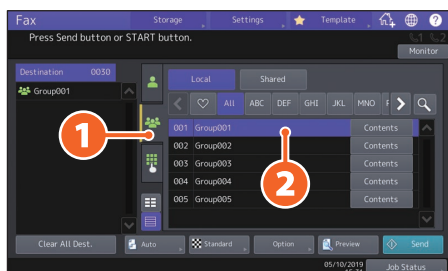 Fax Storage Settings Template
Press Send button or START button.
Monitor
Destination 0030
Local Shared
Group001
All ABC DEF GHI JKL MNO
001 Group001 Contents
002 Group002 Contents
003 Group003 Contents
004 Group004 Contents
005 Group005 Contents
1
2
Clear All Dest. Auto Standard Option Preview Send
05/10/2019
Job Status